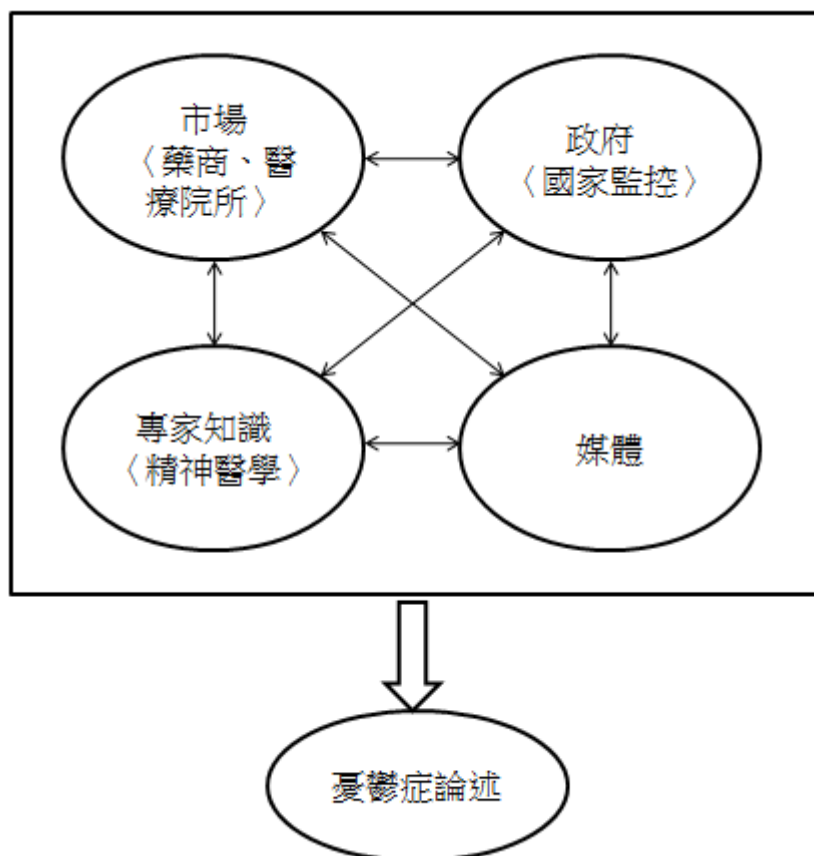 市場
〈藥商、醫
療院所〉
政府
〈國家監控〉
專家知識
〈精神醫學〉
媒體
憂鬱症論述